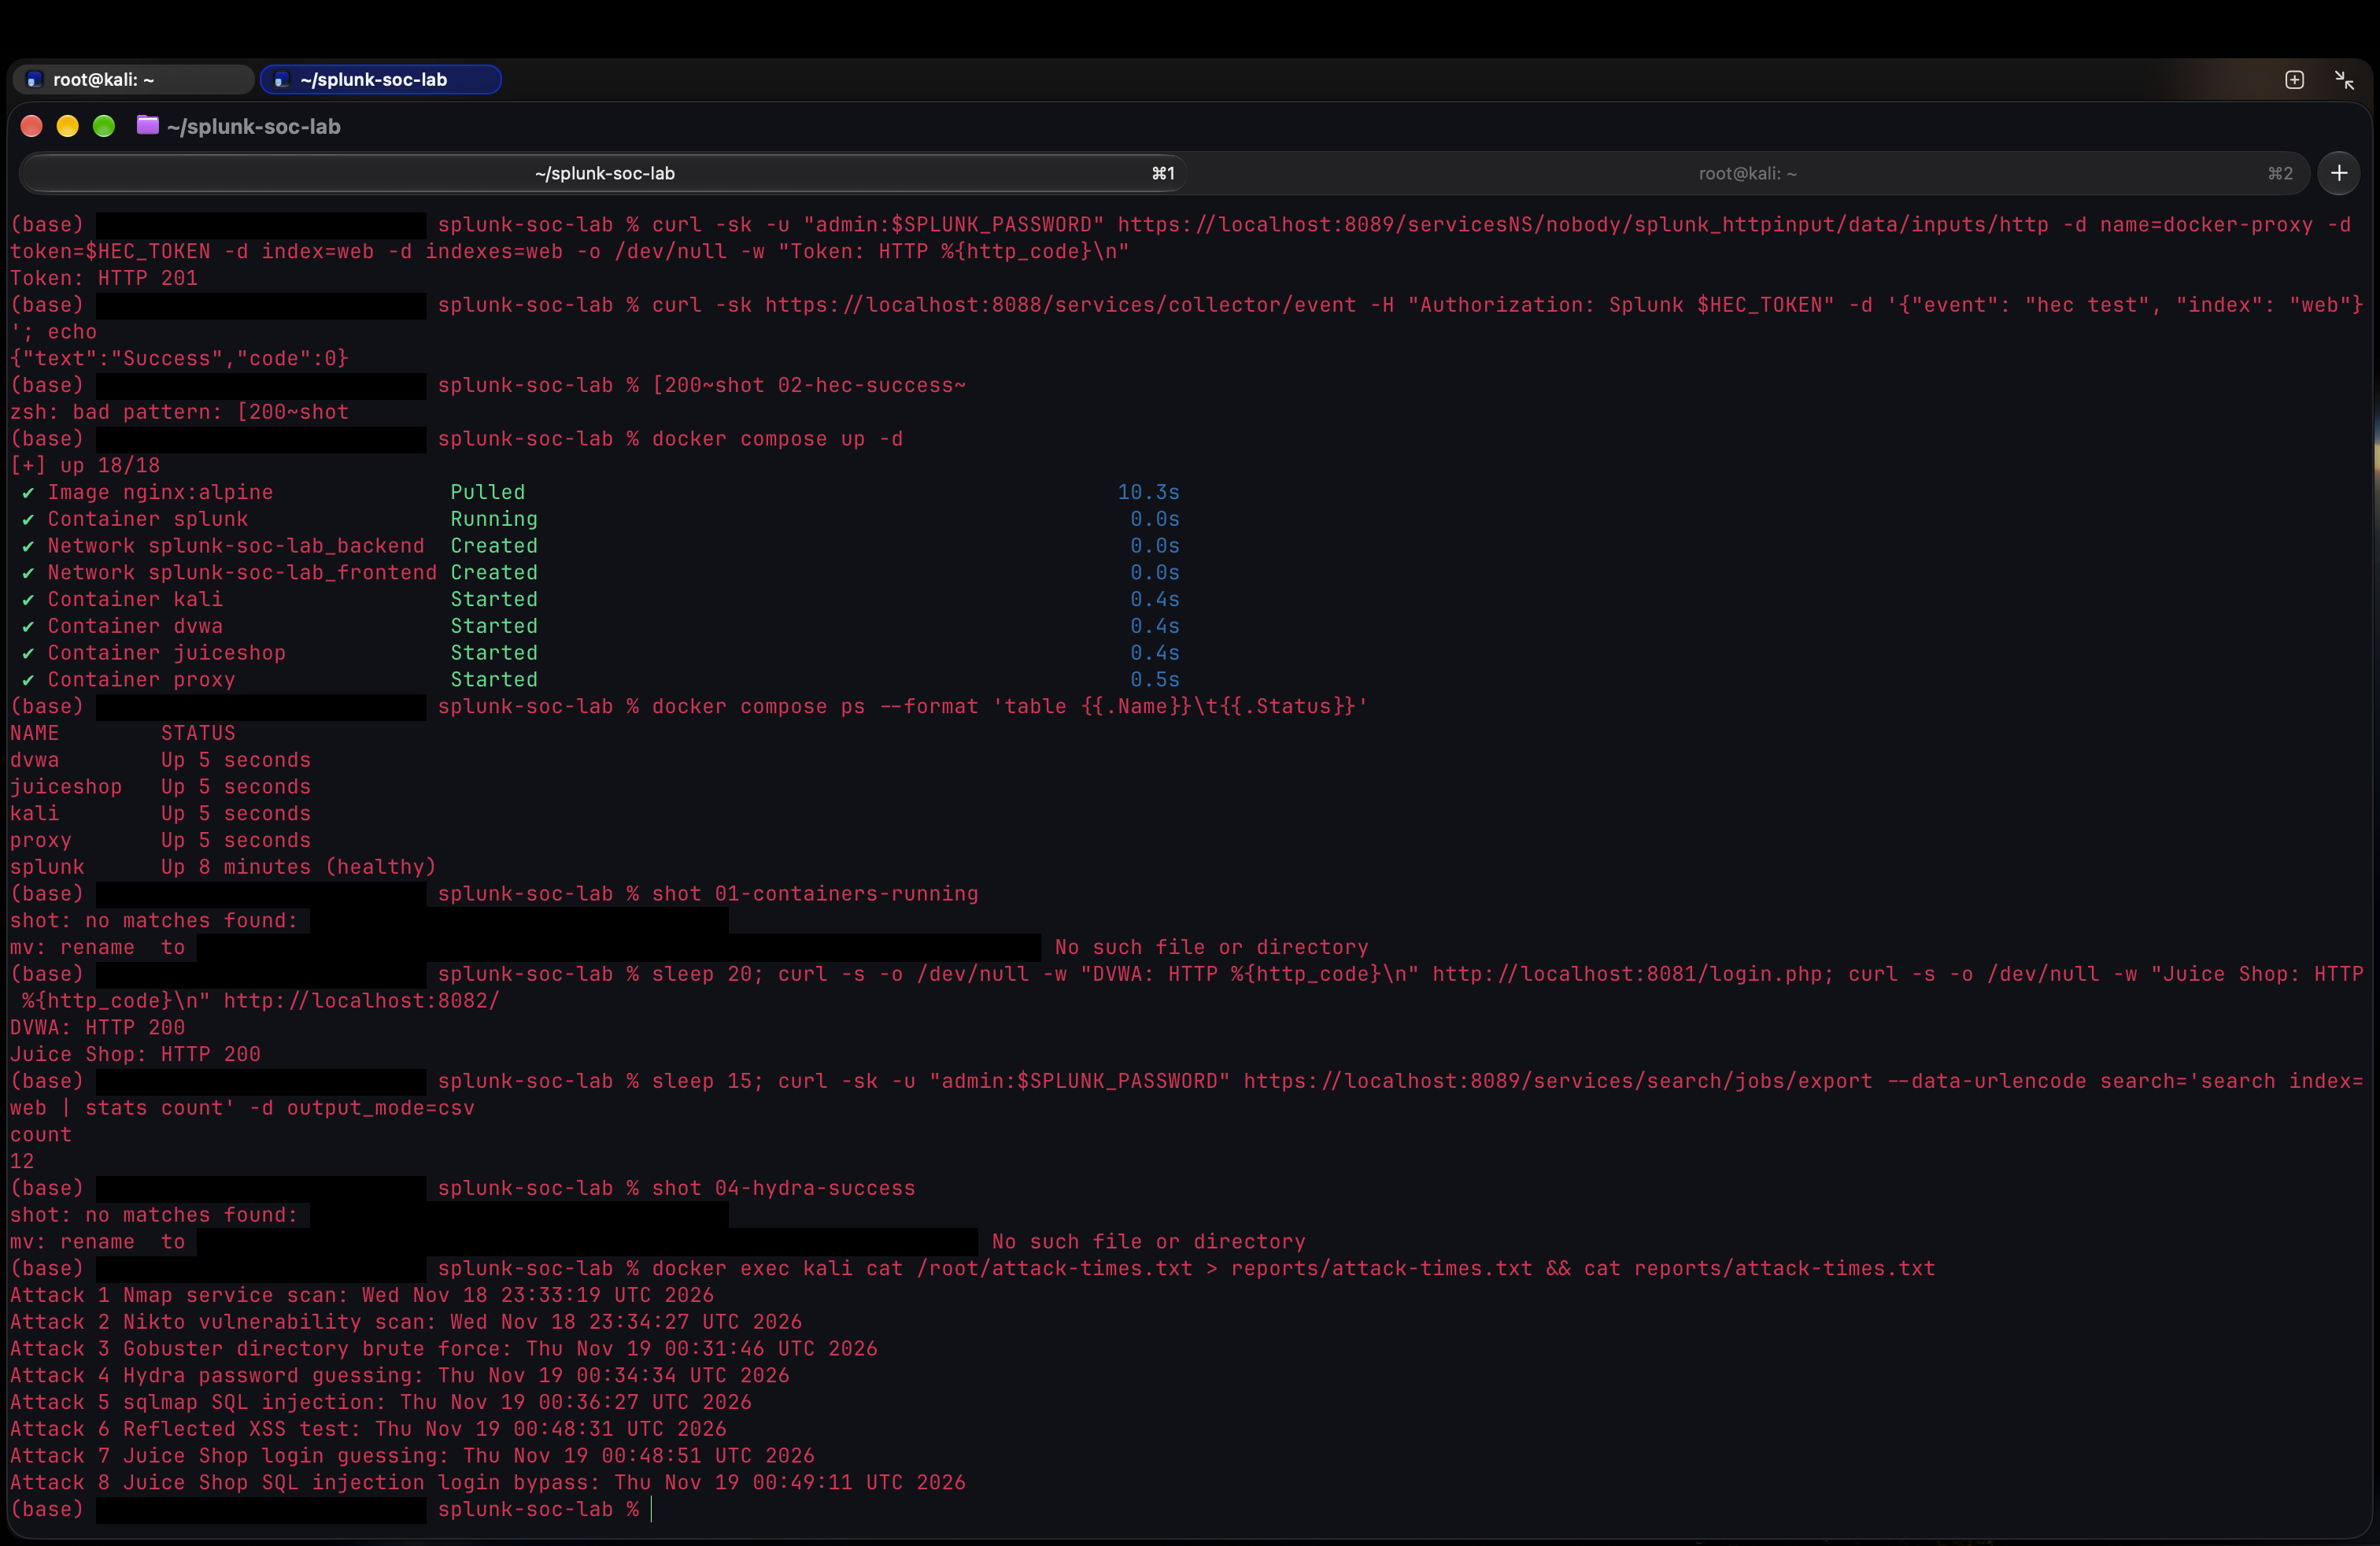 root@kali: ~
~/splunk-soc-lab
~/splunk-soc-lab
~/splunk-soc-lab ⌘1
root@kali: ~ ⌘2
(base) splunk-soc-lab % curl -sk -u "admin:$SPLUNK_PASSWORD" https://localhost:8089/servicesNS/nobody/splunk_httpinput/data/inputs/http -d name=docker-proxy -d
token=$HEC_TOKEN -d index=web -d indexes=web -o /dev/null -w "Token: HTTP %{http_code}\n"
Token: HTTP 201
(base) splunk-soc-lab % curl -sk https://localhost:8088/services/collector/event -H "Authorization: Splunk $HEC_TOKEN" -d '{"event": "hec test", "index": "web"}
'; echo
{"text":"Success","code":0}
(base) splunk-soc-lab % [200~shot 02-hec-success~
zsh: bad pattern: [200~shot
(base) splunk-soc-lab % docker compose up -d
[+] up 18/18
✔ Image nginx:alpine Pulled 10.3s
✔ Container splunk Running 0.0s
✔ Network splunk-soc-lab_backend Created 0.0s
✔ Network splunk-soc-lab_frontend Created 0.0s
✔ Container kali Started 0.4s
✔ Container dvwa Started 0.4s
✔ Container juiceshop Started 0.4s
✔ Container proxy Started 0.5s
(base) splunk-soc-lab % docker compose ps --format 'table {{.Name}}\t{{.Status}}'
NAME STATUS
dvwa Up 5 seconds
juiceshop Up 5 seconds
kali Up 5 seconds
proxy Up 5 seconds
splunk Up 8 minutes (healthy)
(base) splunk-soc-lab % shot 01-containers-running
shot: no matches found:
mv: rename  to No such file or directory
(base) splunk-soc-lab % sleep 20; curl -s -o /dev/null -w "DVWA: HTTP %{http_code}\n" http://localhost:8081/login.php; curl -s -o /dev/null -w "Juice Shop: HTTP
%{http_code}\n" http://localhost:8082/
DVWA: HTTP 200
Juice Shop: HTTP 200
(base) splunk-soc-lab % sleep 15; curl -sk -u "admin:$SPLUNK_PASSWORD" https://localhost:8089/services/search/jobs/export --data-urlencode search='search index=
web | stats count' -d output_mode=csv
count
12
(base) splunk-soc-lab % shot 04-hydra-success
shot: no matches found:
mv: rename  to No such file or directory
(base) splunk-soc-lab % docker exec kali cat /root/attack-times.txt > reports/attack-times.txt && cat reports/attack-times.txt
Attack 1 Nmap service scan: Wed Nov 18 23:33:19 UTC 2026
Attack 2 Nikto vulnerability scan: Wed Nov 18 23:34:27 UTC 2026
Attack 3 Gobuster directory brute force: Thu Nov 19 00:31:46 UTC 2026
Attack 4 Hydra password guessing: Thu Nov 19 00:34:34 UTC 2026
Attack 5 sqlmap SQL injection: Thu Nov 19 00:36:27 UTC 2026
Attack 6 Reflected XSS test: Thu Nov 19 00:48:31 UTC 2026
Attack 7 Juice Shop login guessing: Thu Nov 19 00:48:51 UTC 2026
Attack 8 Juice Shop SQL injection login bypass: Thu Nov 19 00:49:11 UTC 2026
(base) splunk-soc-lab %